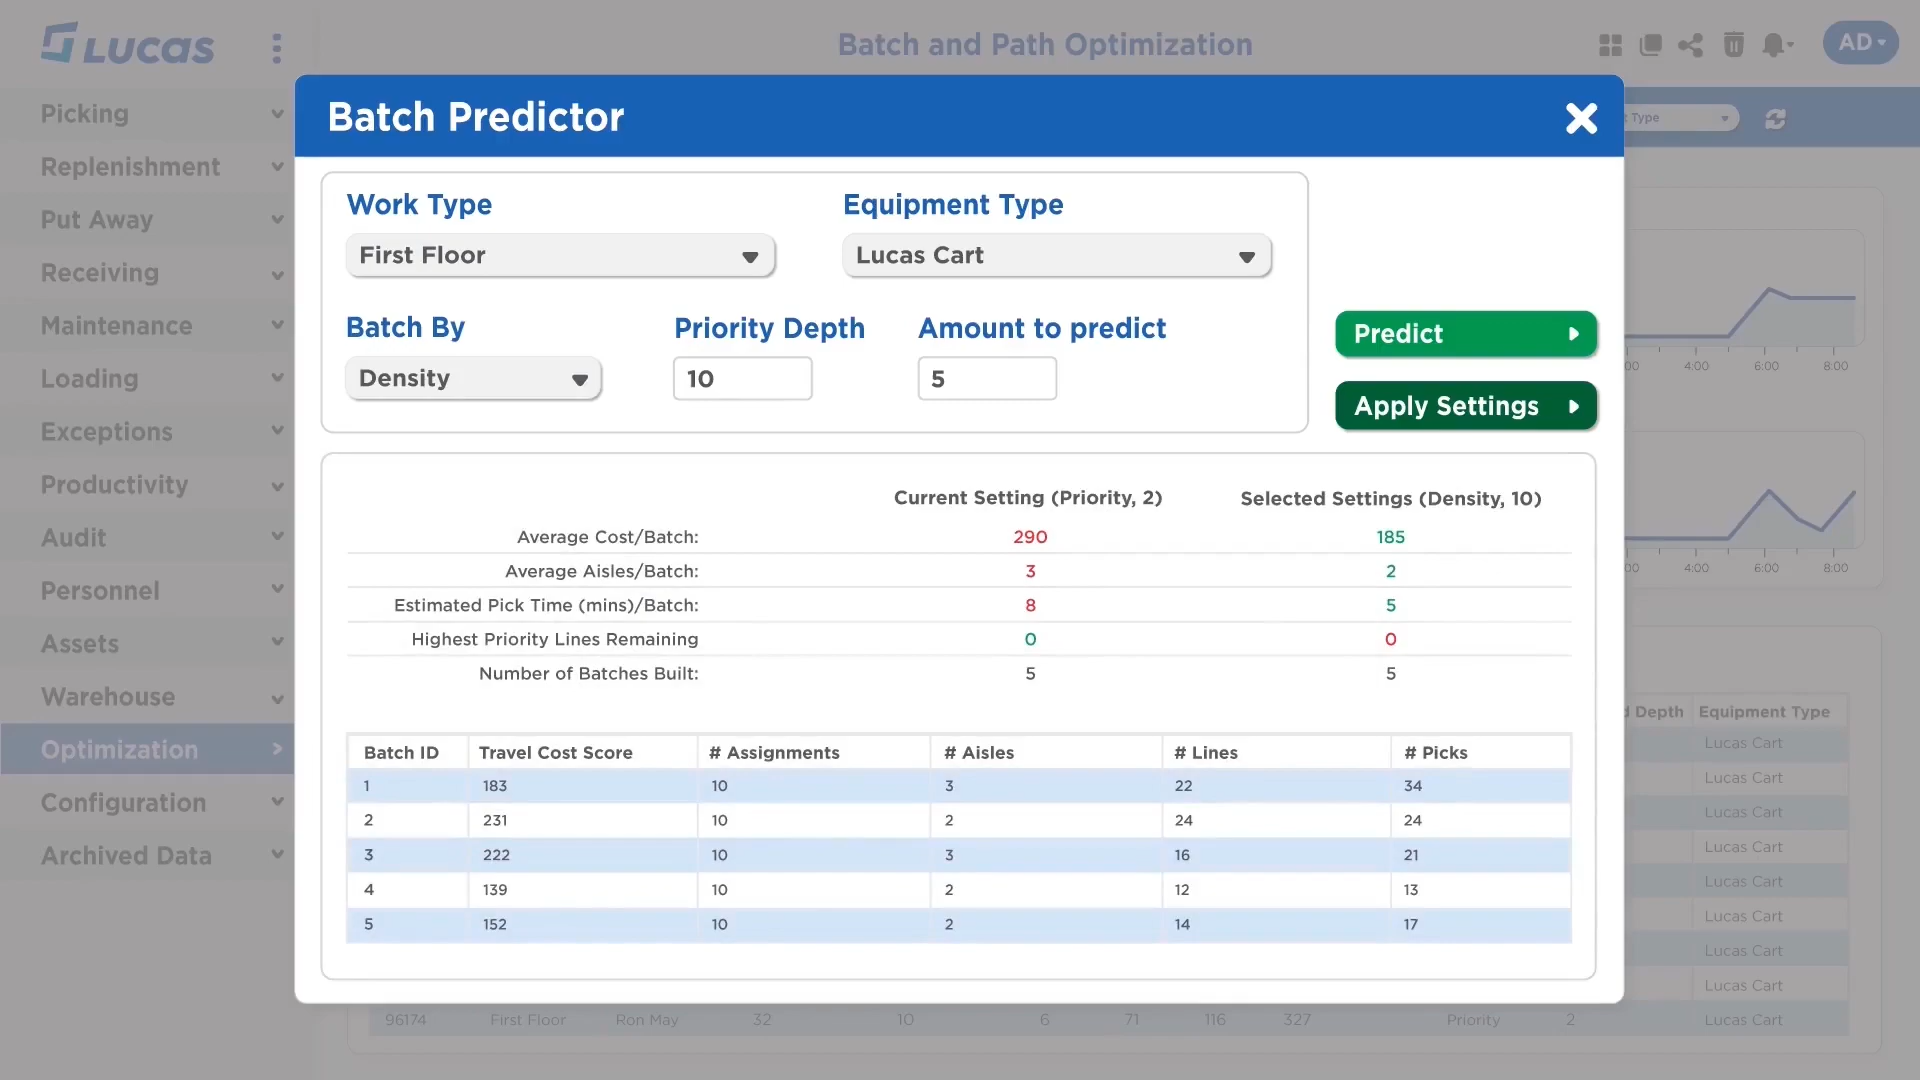 Lucas
Batch and Path Optimization
AD
Picking
Replenishment
Put Away
Receiving
Maintenance
Loading
Exceptions
Productivity
Audit
Personnel
Assets
Warehouse
Optimization
Configuration
Archived Data
Batch Predictor
Type
Work Type
Equipment Type
First Floor
Lucas Cart
Batch By
Priority Depth
Amount to predict
Density
10
5
Predict
Apply Settings
00 4:00 6:00 8:00
00 4:00 6:00 8:00
Current Setting (Priority, 2) Selected Settings (Density, 10)
Average Cost/Batch: 290 185
Average Aisles/Batch: 3 2
Estimated Pick Time (mins)/Batch: 8 5
Highest Priority Lines Remaining 0 0
Number of Batches Built: 5 5
Batch ID Travel Cost Score # Assignments # Aisles # Lines # Picks
1 183 10 3 22 34
2 231 10 2 24 24
3 222 10 3 16 21
4 139 10 2 12 13
5 152 10 2 14 17
d Depth Equipment Type
Lucas Cart
Lucas Cart
Lucas Cart
Lucas Cart
Lucas Cart
Lucas Cart
Lucas Cart
Lucas Cart
96174 First Floor Ron May 32 10 6 71 116 327 Priority 2 Lucas Cart